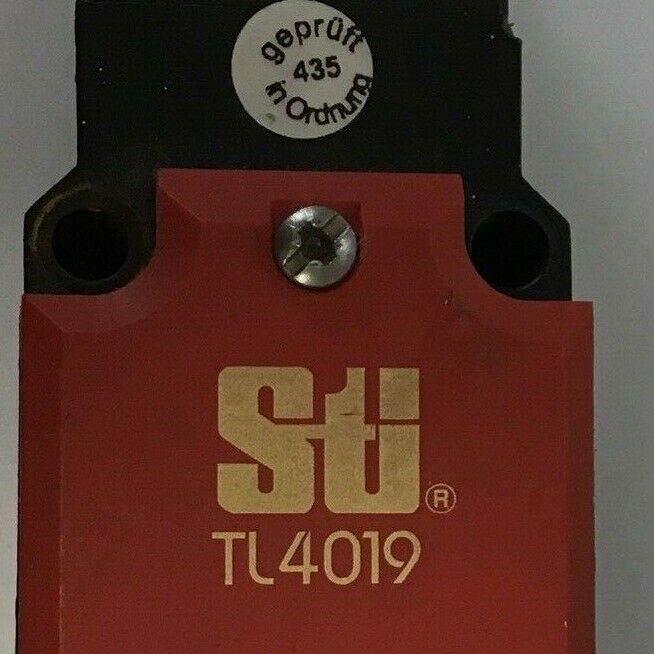 geprüft
435
in Ordnung
Sti
®
TL4019